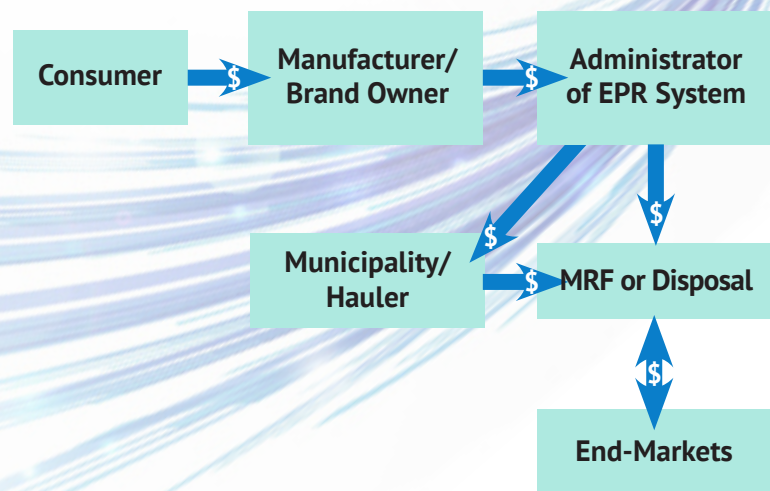 Consumer
$
Manufacturer/
Brand Owner
$
Administrator
of EPR System
$
$
Municipality/
Hauler
$
MRF or Disposal
$
End-Markets